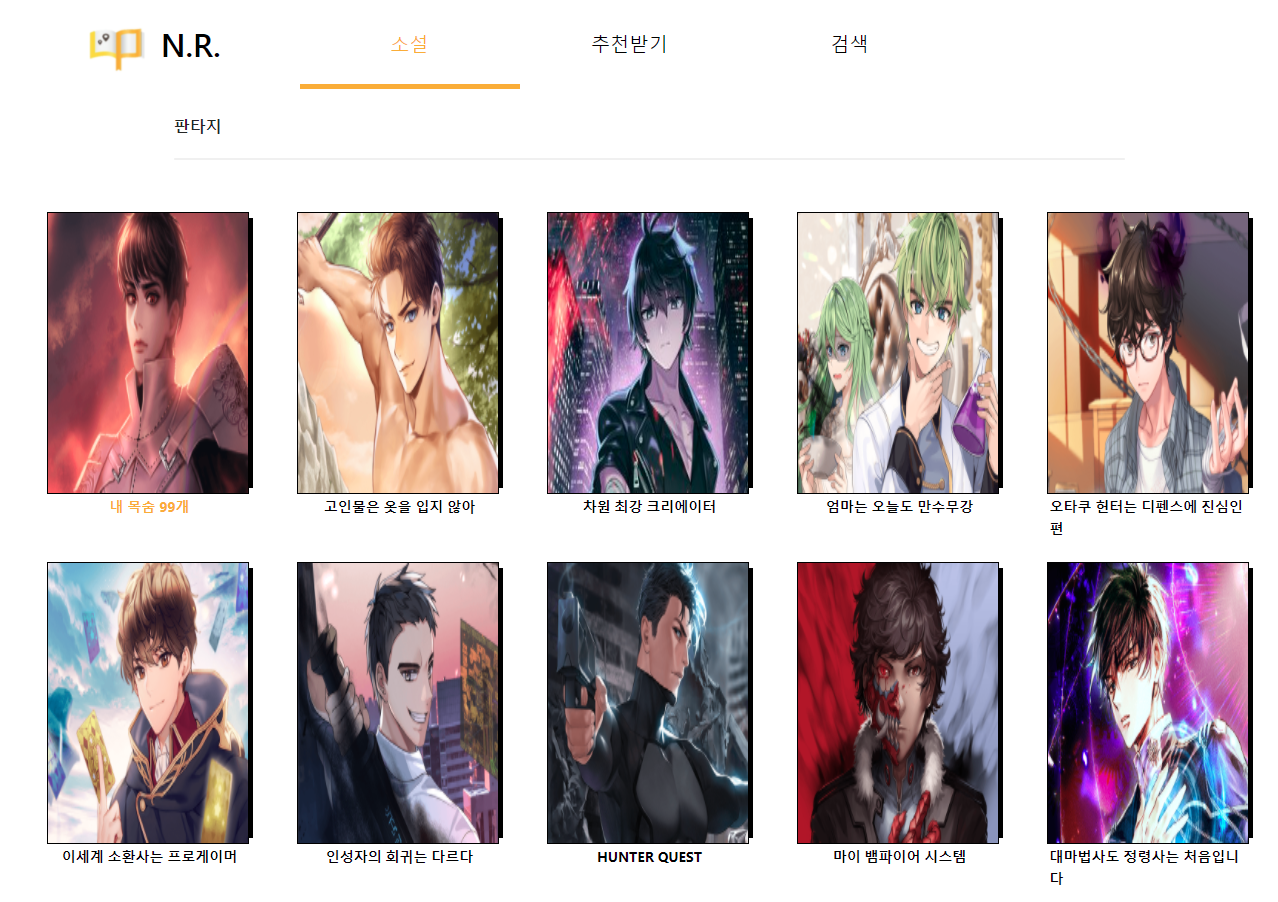 N.R. 소설 추천받기 검색
판타지
내 목숨 99개
고인물은 옷을 입지 않아
차원 최강 크리에이터
엄마는 오늘도 만수무강
오타쿠 헌터는 디펜스에 진심인
편
이세계 소환사는 프로게이머
인성자의 회귀는 다르다
HUNTER QUEST
마이 뱀파이어 시스템
대마법사도 정령사는 처음입니
다